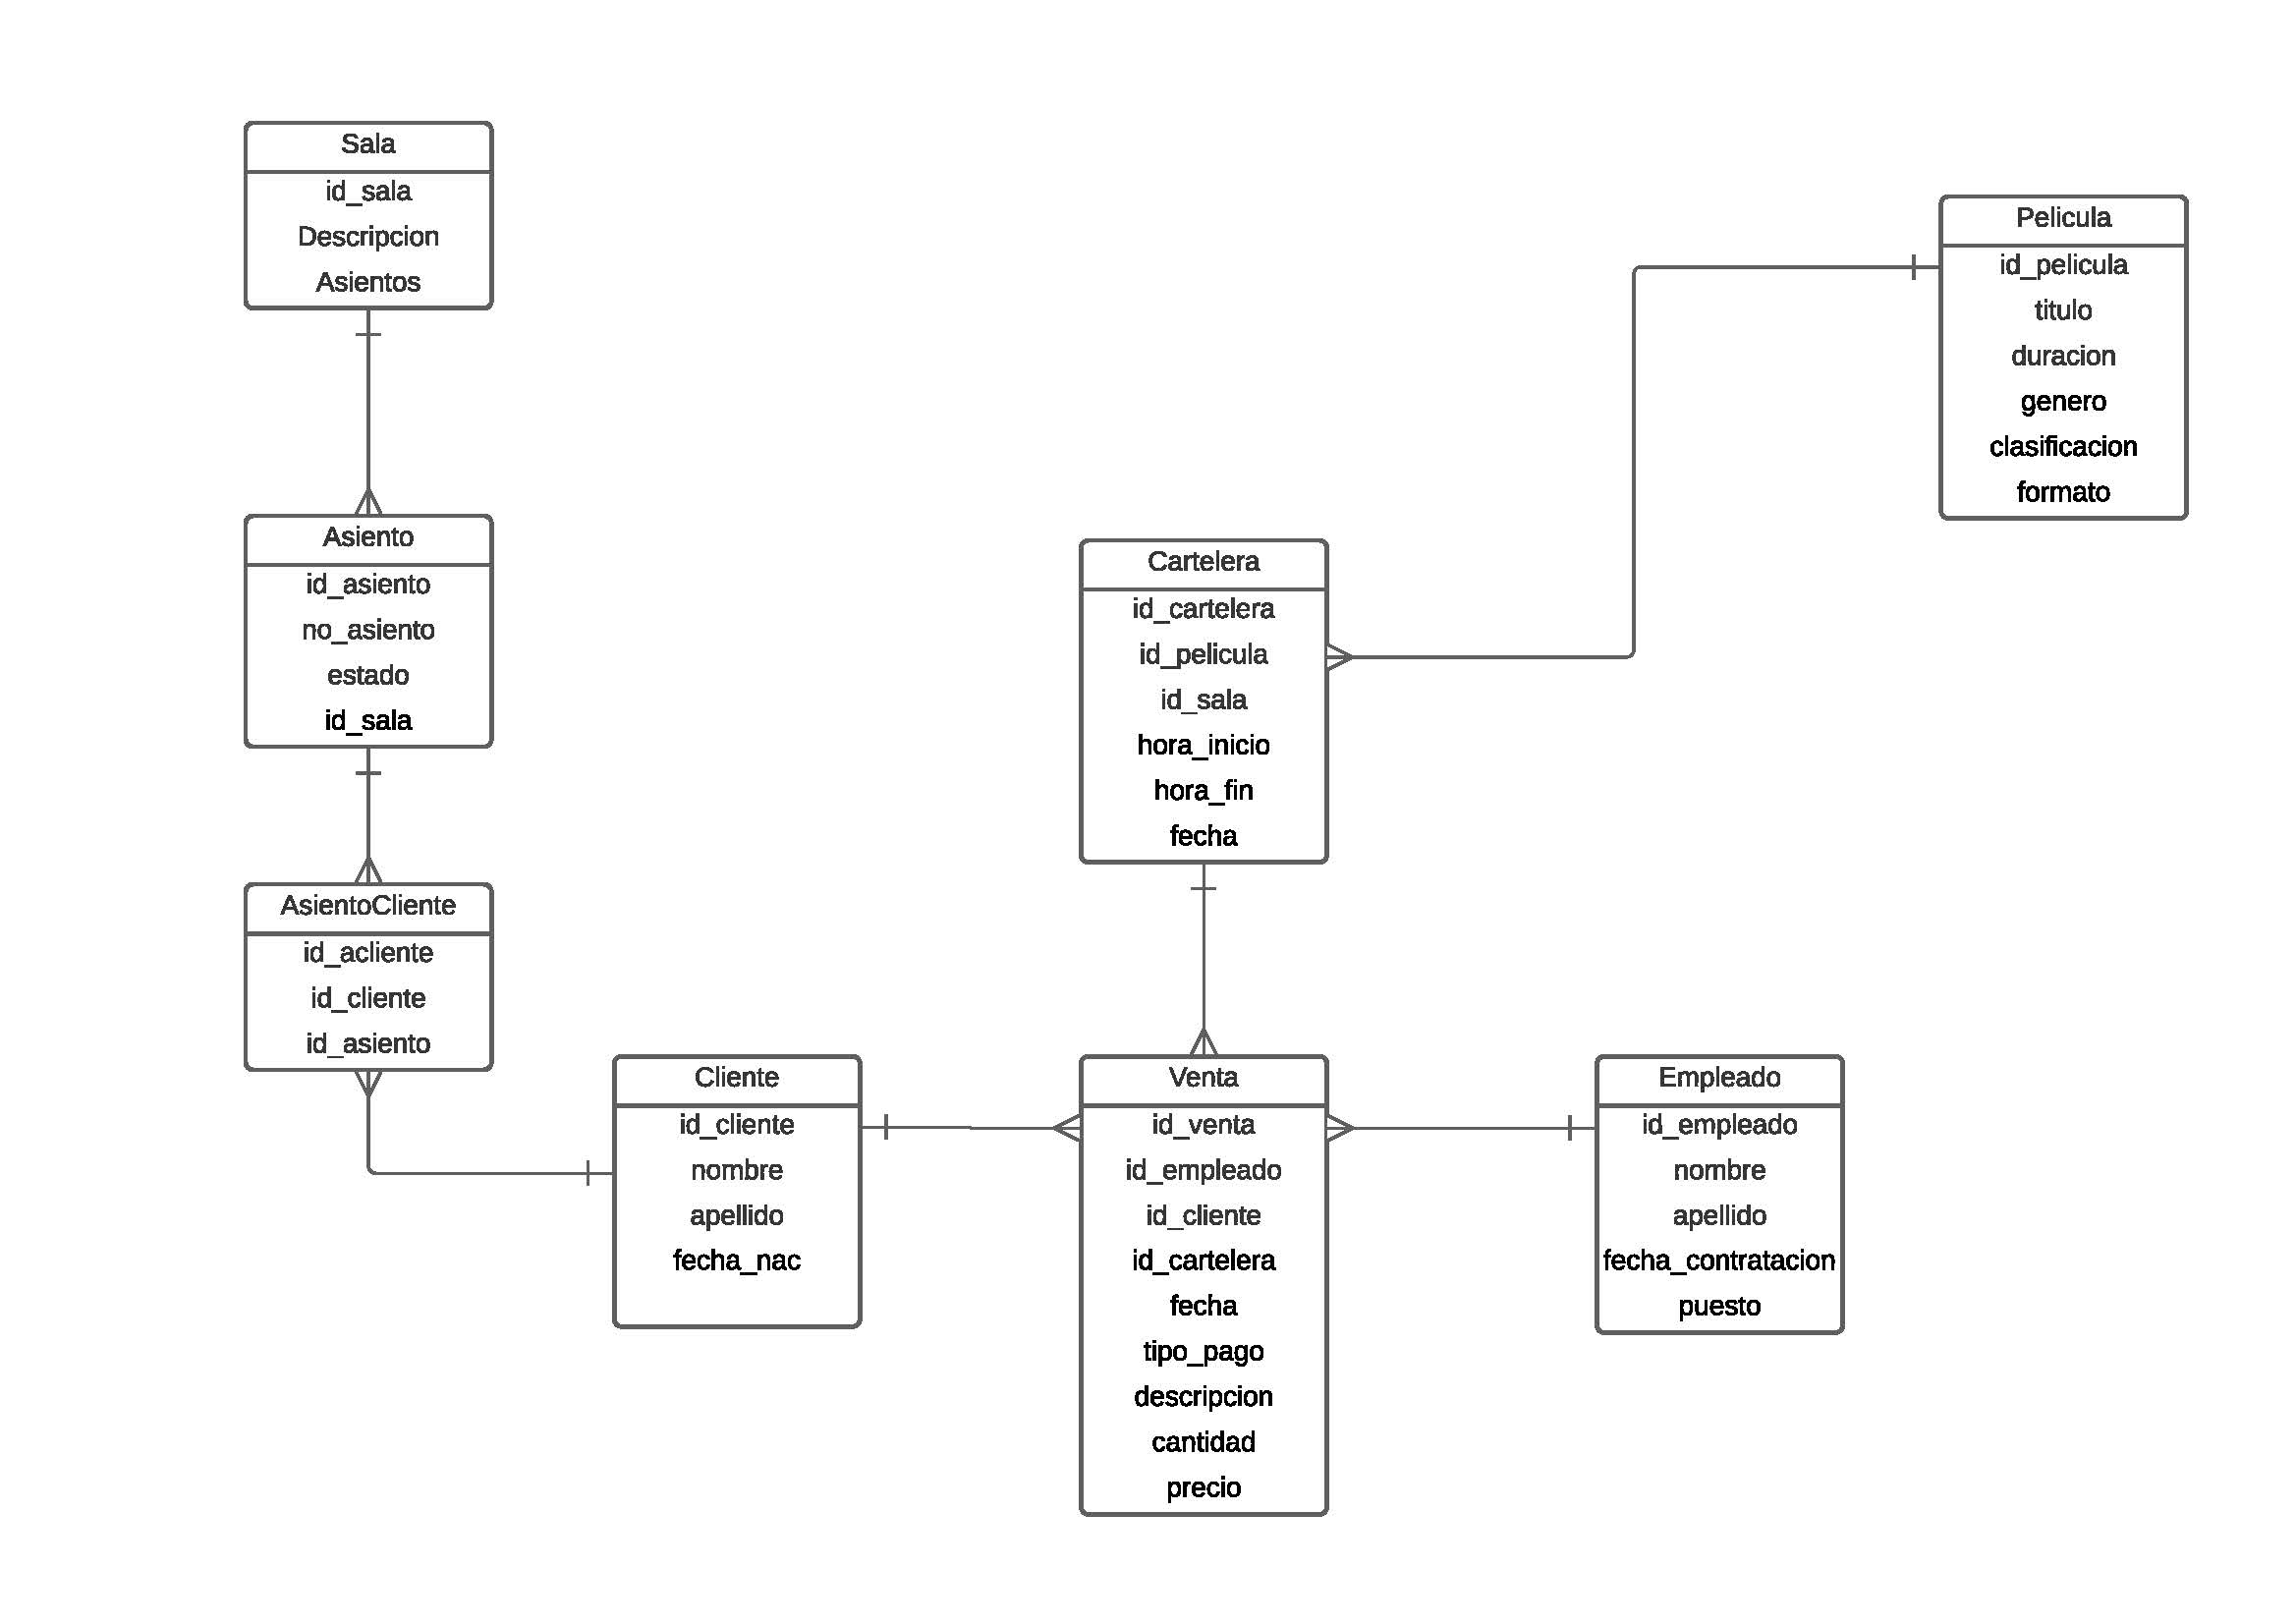 Sala
id_sala
Descripcion
Asientos
Pelicula
id_pelicula
titulo
duracion
genero
clasificacion
formato
Asiento
id_asiento
no_asiento
estado
id_sala
Cartelera
id_cartelera
id_pelicula
id_sala
hora_inicio
hora_fin
fecha
AsientoCliente
id_acliente
id_cliente
id_asiento
Cliente
id_cliente
nombre
apellido
fecha_nac
Venta
id_venta
id_empleado
id_cliente
id_cartelera
fecha
tipo_pago
descripcion
cantidad
precio
Empleado
id_empleado
nombre
apellido
fecha_contratacion
puesto